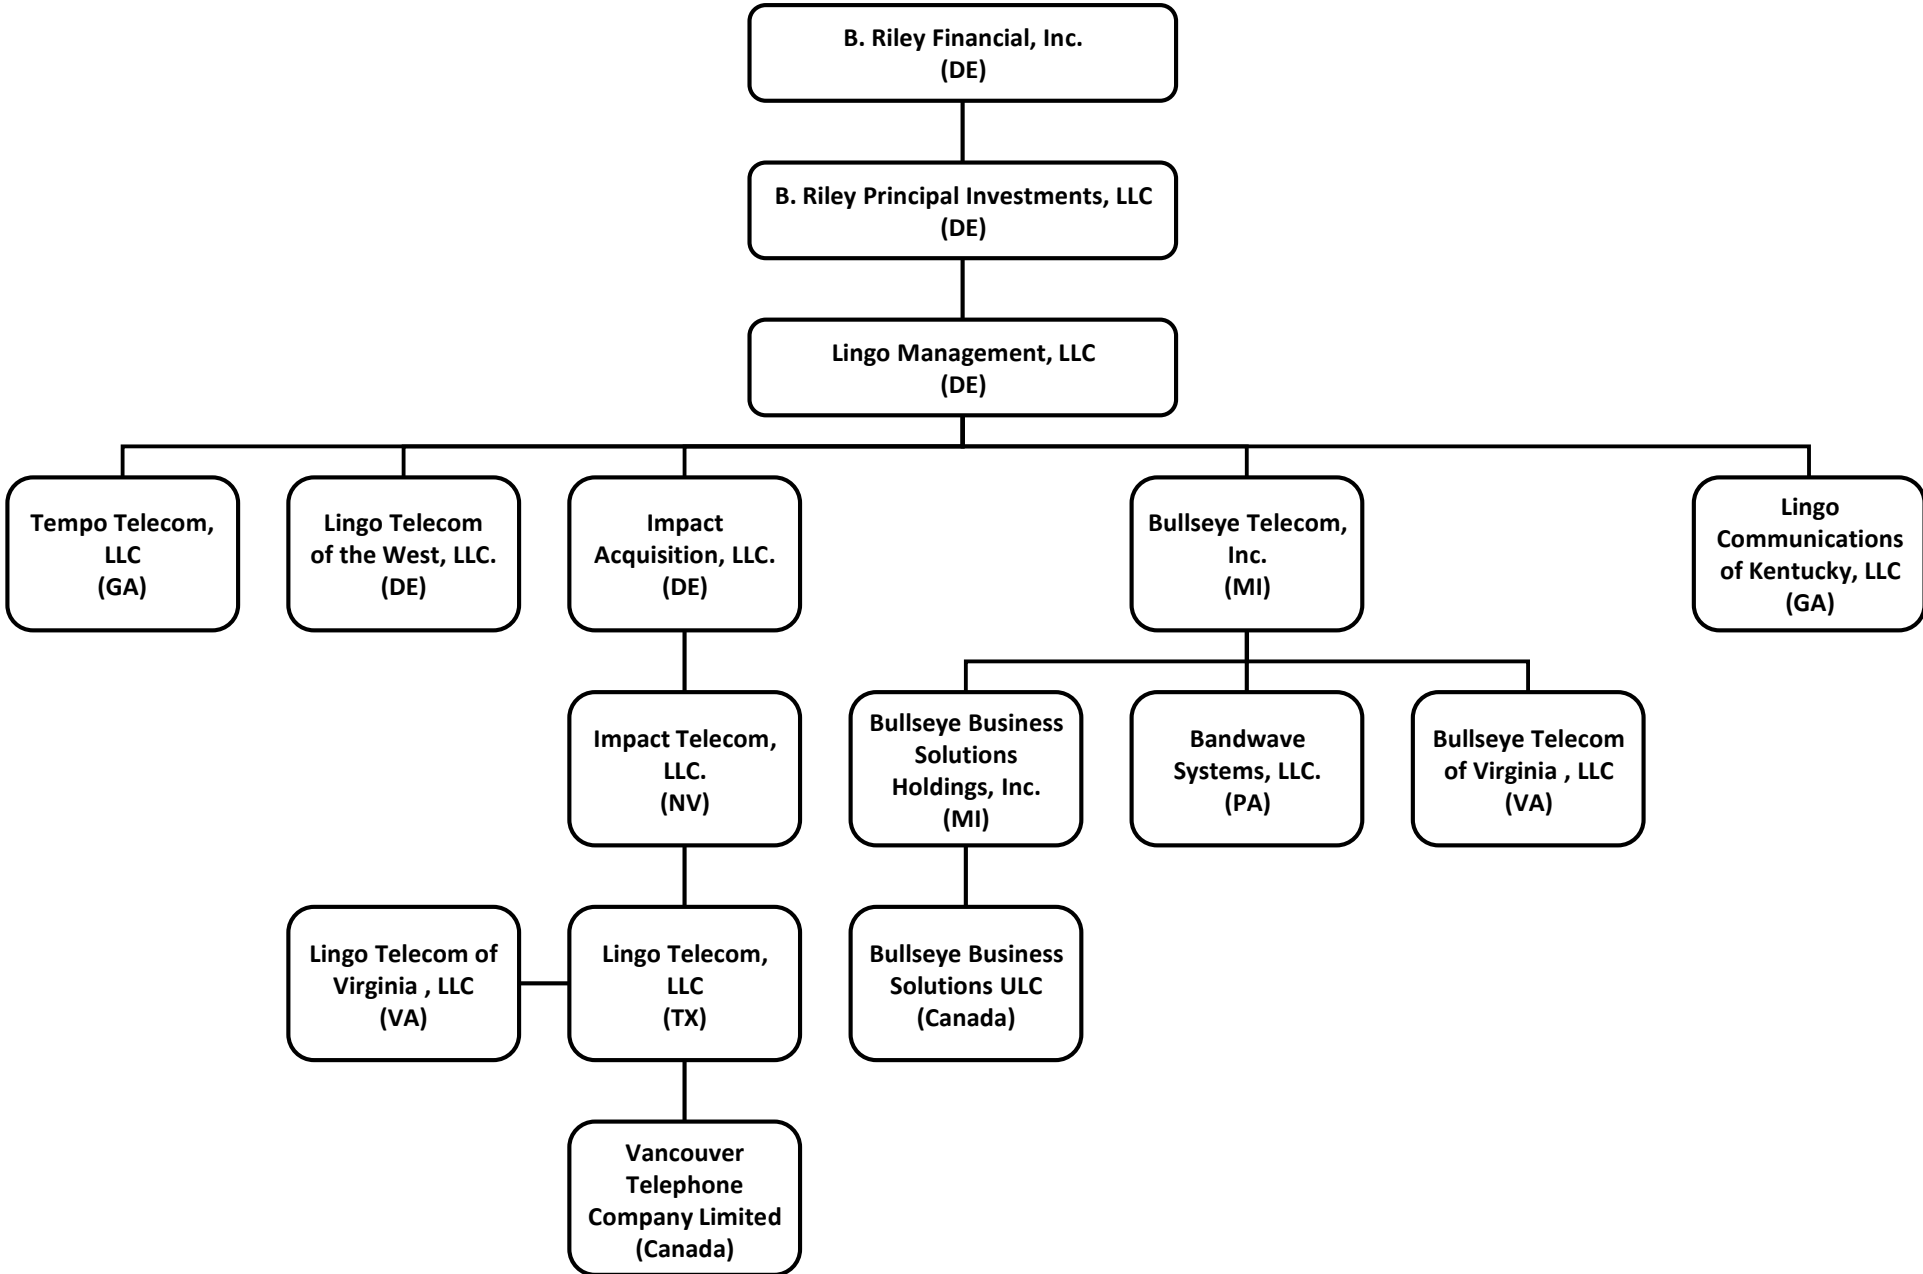 B. Riley Financial, Inc.
(DE)
B. Riley Principal Investments, LLC
(DE)
Lingo Management, LLC
(DE)
Tempo Telecom,
LLC
(GA)
Lingo Telecom
of the West, LLC.
(DE)
Impact
Acquisition, LLC.
(DE)
Bullseye Telecom,
Inc.
(MI)
Lingo
Communications
of Kentucky, LLC
(GA)
Impact Telecom,
LLC.
(NV)
Bullseye Business
Solutions
Holdings, Inc.
(MI)
Bandwave
Systems, LLC.
(PA)
Bullseye Telecom
of Virginia , LLC
(VA)
Lingo Telecom of
Virginia , LLC
(VA)
Lingo Telecom,
LLC
(TX)
Bullseye Business
Solutions ULC
(Canada)
Vancouver
Telephone
Company Limited
(Canada)